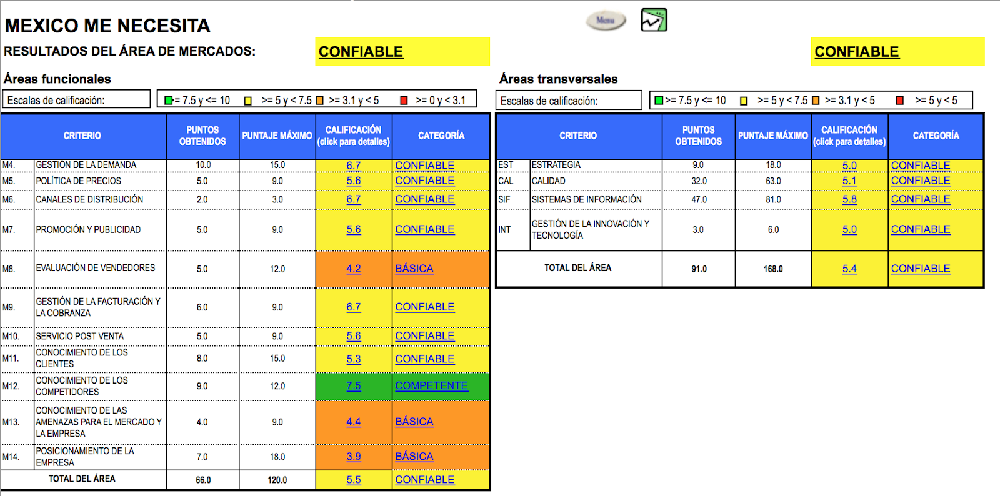 MEXICO ME NECESITA
Menu
RESULTADOS DEL ÁREA DE MERCADOS: CONFIABLE CONFIABLE
Áreas funcionales
Escalas de calificación: >= 7.5 y <= 10 >= 5 y < 7.5 >= 3.1 y < 5 >= 0 y < 3.1
CRITERIO PUNTOS OBTENIDOS PUNTAJE MÁXIMO CALIFICACIÓN (click para detalles) CATEGORÍA
M4. GESTIÓN DE LA DEMANDA 10.0 15.0 6.7 CONFIABLE
M5. POLÍTICA DE PRECIOS 5.0 9.0 5.6 CONFIABLE
M6. CANALES DE DISTRIBUCIÓN 2.0 3.0 6.7 CONFIABLE
M7. PROMOCIÓN Y PUBLICIDAD 5.0 9.0 5.6 CONFIABLE
M8. EVALUACIÓN DE VENDEDORES 5.0 12.0 4.2 BÁSICA
M9. GESTIÓN DE LA FACTURACIÓN Y LA COBRANZA 6.0 9.0 6.7 CONFIABLE
M10. SERVICIO POST VENTA 5.0 9.0 5.6 CONFIABLE
M11. CONOCIMIENTO DE LOS CLIENTES 8.0 15.0 5.3 CONFIABLE
M12. CONOCIMIENTO DE LOS COMPETIDORES 9.0 12.0 7.5 COMPETENTE
M13. CONOCIMIENTO DE LAS AMENAZAS PARA EL MERCADO Y LA EMPRESA 4.0 9.0 4.4 BÁSICA
M14. POSICIONAMIENTO DE LA EMPRESA 7.0 18.0 3.9 BÁSICA
TOTAL DEL ÁREA 66.0 120.0 5.5 CONFIABLE
Áreas transversales
Escalas de calificación: >= 7.5 y <= 10 >= 5 y < 7.5 >= 3.1 y < 5 >= 5 y < 5
CRITERIO PUNTOS OBTENIDOS PUNTAJE MÁXIMO CALIFICACIÓN (click para detalles) CATEGORÍA
EST ESTRATEGIA 9.0 18.0 5.0 CONFIABLE
CAL CALIDAD 32.0 63.0 5.1 CONFIABLE
SIF SISTEMAS DE INFORMACIÓN 47.0 81.0 5.8 CONFIABLE
INT GESTIÓN DE LA INNOVACIÓN Y TECNOLOGÍA 3.0 6.0 5.0 CONFIABLE
TOTAL DEL ÁREA 91.0 168.0 5.4 CONFIABLE